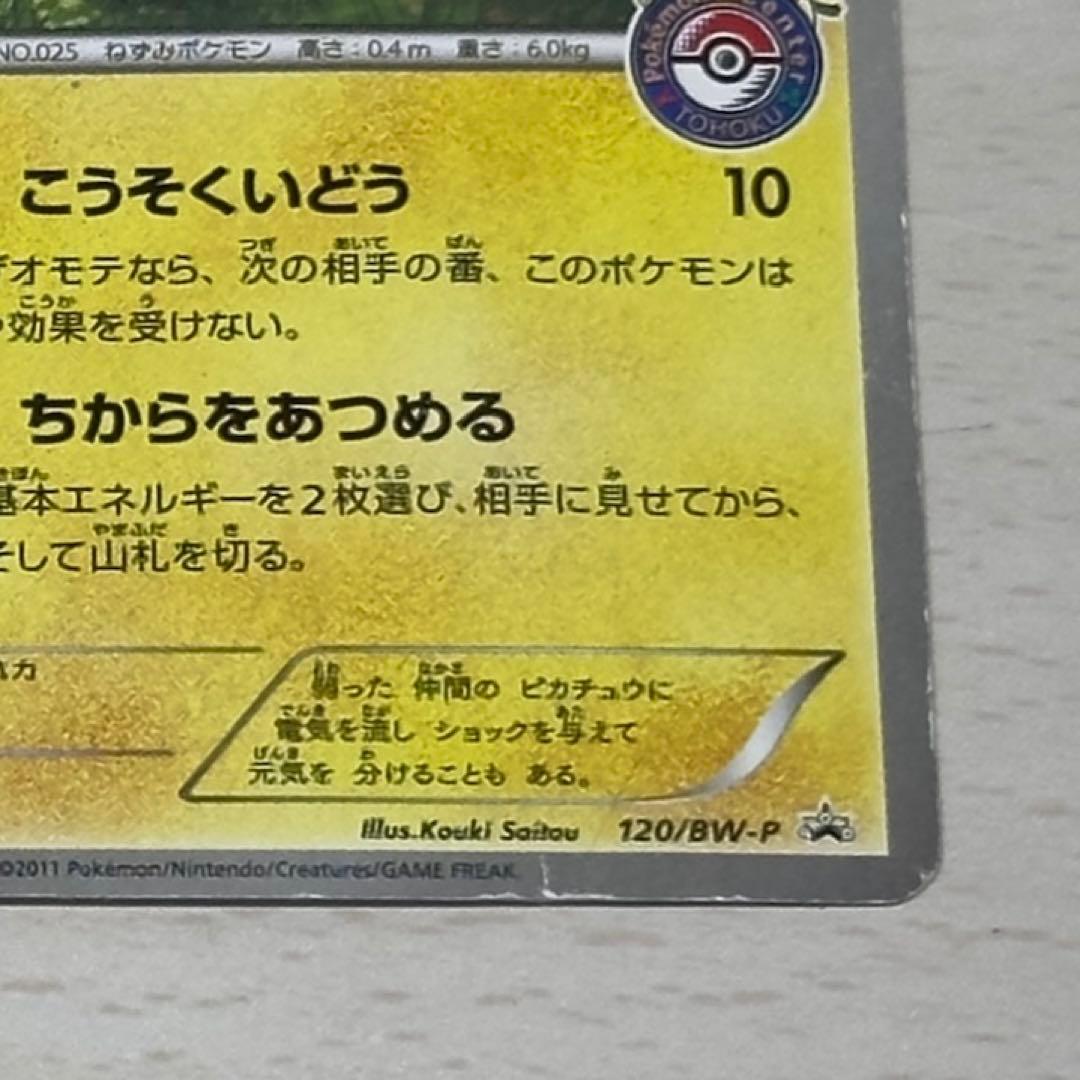 NO.025 ねずみポケモン 高さ:0.4m 重さ:6.0kg
Pokémon Center
TOHOKU
こうそくいどう 10
オモテなら、次の相手の番、このポケモンは
効果を受けない。
ちからをあつめる
基本エネルギーを2枚選び、相手に見せてから、
そして山札を切る。
力
弱った 仲間の ピカチュウに
電気を流し ショックを与えて
元気を 分けることも ある。
Illus.Kouki Saitou 120/BW-P
©2011 Pokémon/Nintendo/Creatures/GAME FREAK.